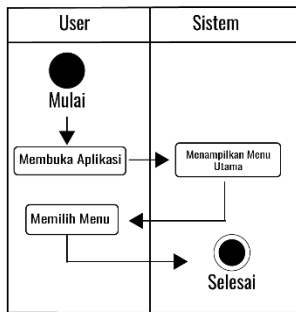 User
Sistem
Mulai
Membuka Aplikasi
Menampilkan Menu
Utama
Memilih Menu
Selesai